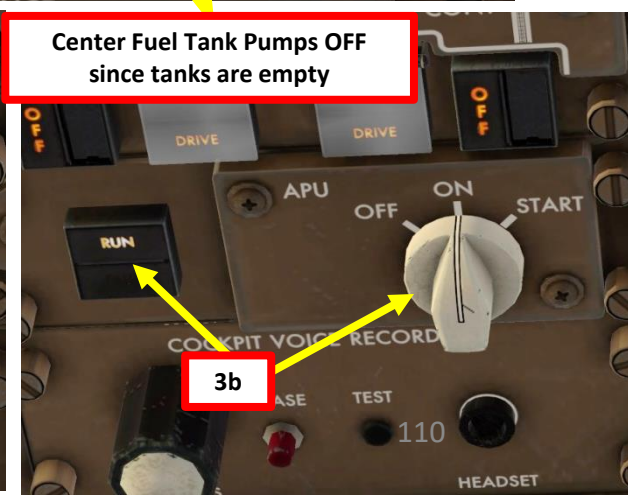 CONT
Center Fuel Tank Pumps OFF
since tanks are empty
OFF
DRIVE
DRIVE
OFF
APU
OFF
ON
START
RUN
COCKPIT VOICE RECORD
3b
ASE
TEST
110
HEADSET